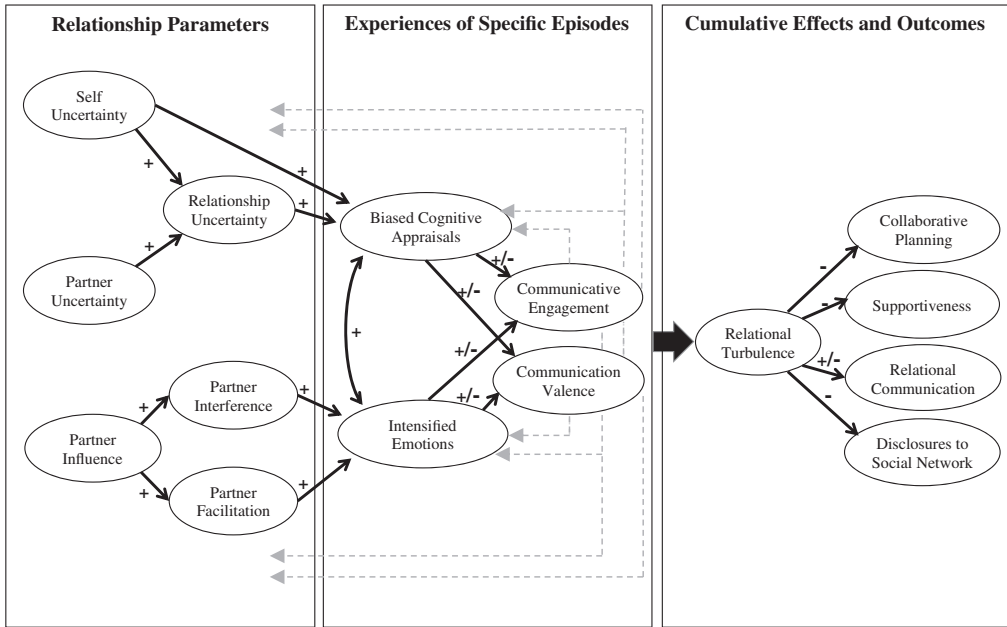 Relationship Parameters
Experiences of Specific Episodes
Cumulative Effects and Outcomes
Self
Uncertainty
+
+
Relationship
Uncertainty
+
+
Partner
Uncertainty
Biased Cognitive
Appraisals
+/-
+/-
Communicative
Engagement
+
+/-
Communication
Valence
+/-
Intensified
Emotions
Partner
Interference
+
+
Partner
Influence
+
Partner
Facilitation
+
Relational
Turbulence
-
Collaborative
Planning
-
Supportiveness
+/-
Relational
Communication
-
Disclosures to
Social Network